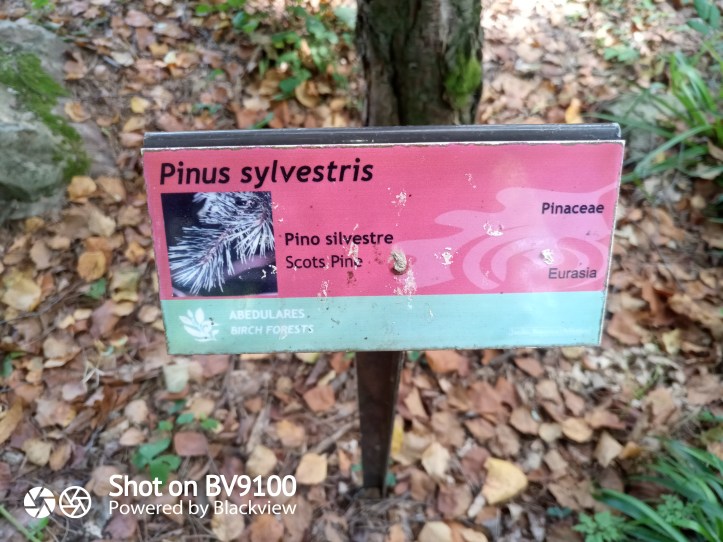 Pinus sylvestris
Pinaceae
Pino silvestre
Scots Pine
Eurasia
ABEDULARES
BIRCH FORESTS
Shot on BV9100
Powered by Blackview